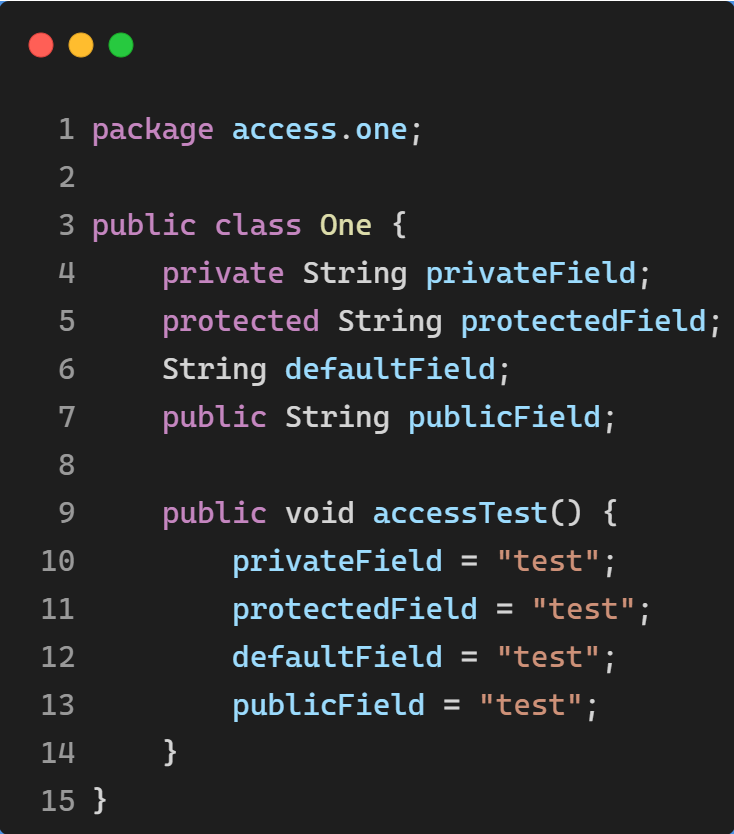 1 package access.one;
2
3 public class One {
4     private String privateField;
5     protected String protectedField;
6     String defaultField;
7     public String publicField;
8
9     public void accessTest() {
10         privateField = "test";
11         protectedField = "test";
12         defaultField = "test";
13         publicField = "test";
14     }
15 }